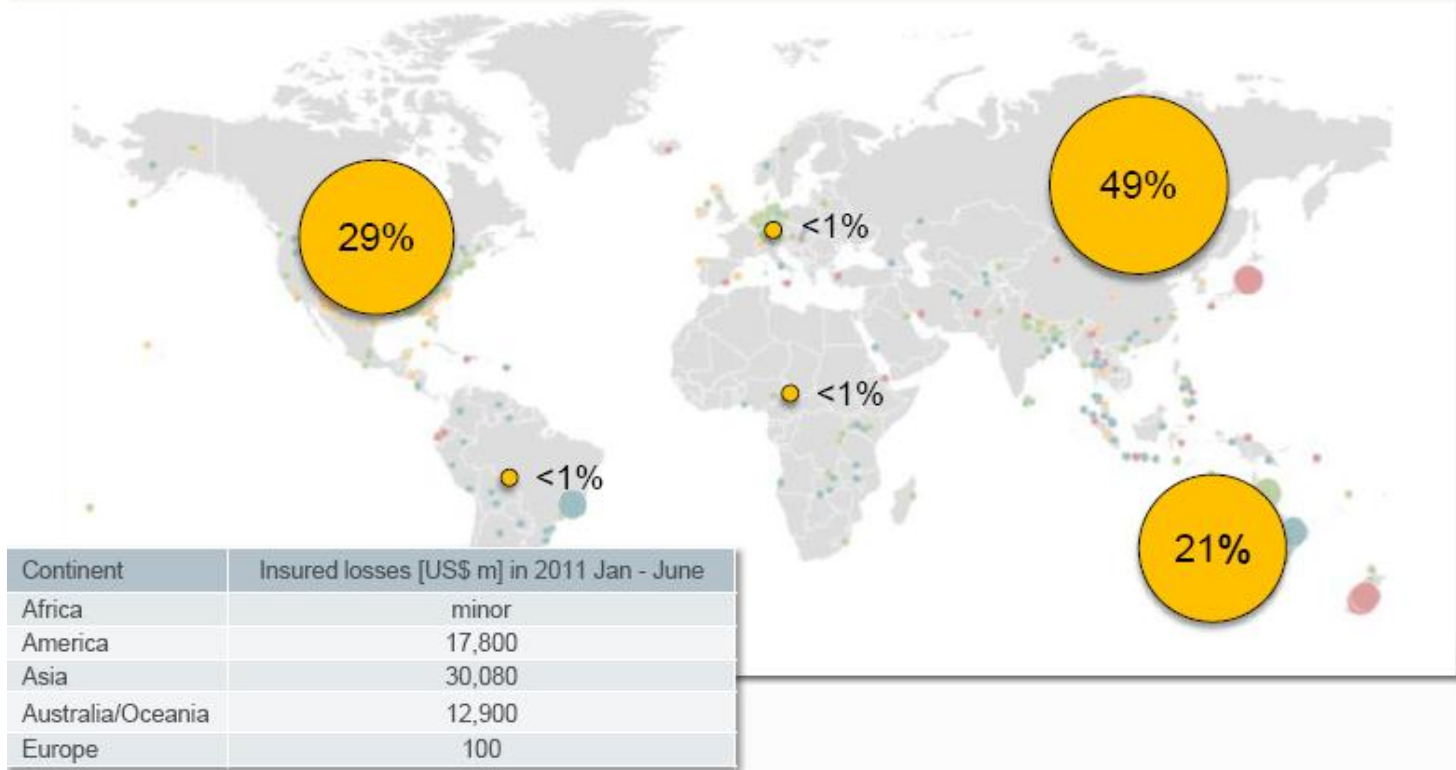 49%
<1%
29%
<1%
<1%
21%
Continent Insured losses [US$ m] in 2011 Jan - June
Africa minor
America 17,800
Asia 30,080
Australia/Oceania 12,900
Europe 100